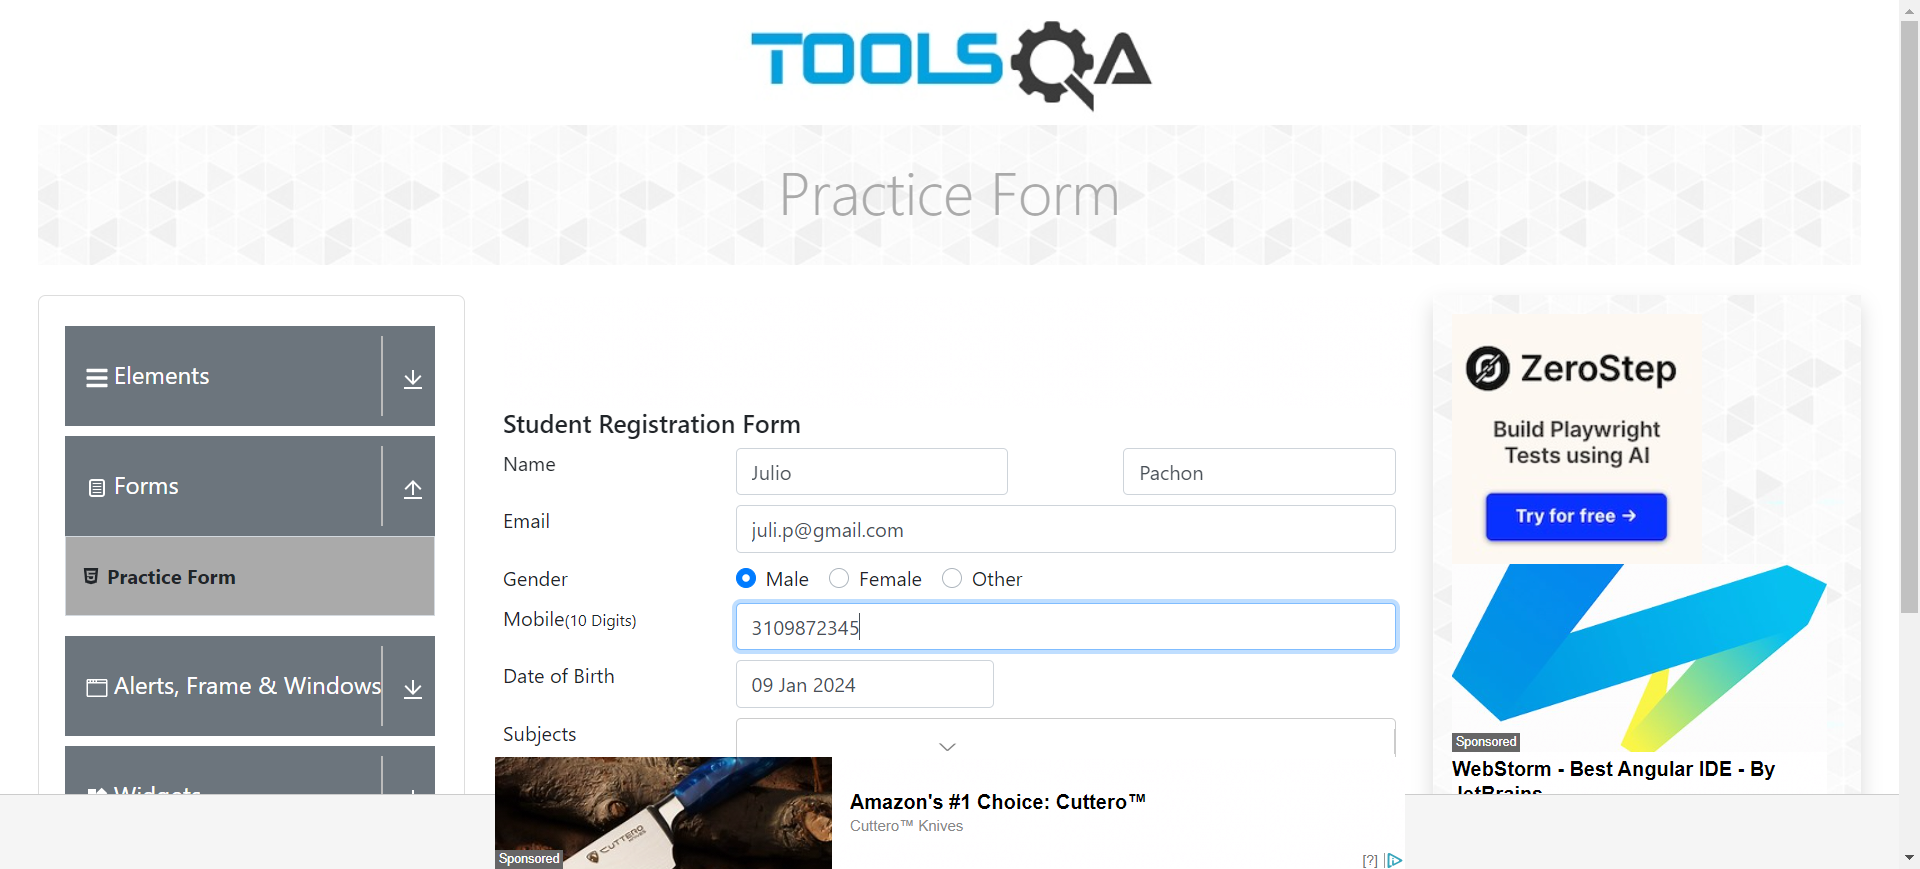 TOOLSQA
Practice Form
Elements
Forms
Practice Form
Alerts, Frame & Windows
Widgets
Student Registration Form
Name
Julio
Pachon
Email
juli.p@gmail.com
Gender
Male
Female
Other
Mobile(10 Digits)
3109872345
Date of Birth
09 Jan 2024
Subjects
ZeroStep
Build Playwright
Tests using AI
Try for free →
Sponsored
WebStorm - Best Angular IDE - By
JetBrains
CUTTERO
Sponsored
Amazon's #1 Choice: Cuttero™
Cuttero™ Knives
[?]